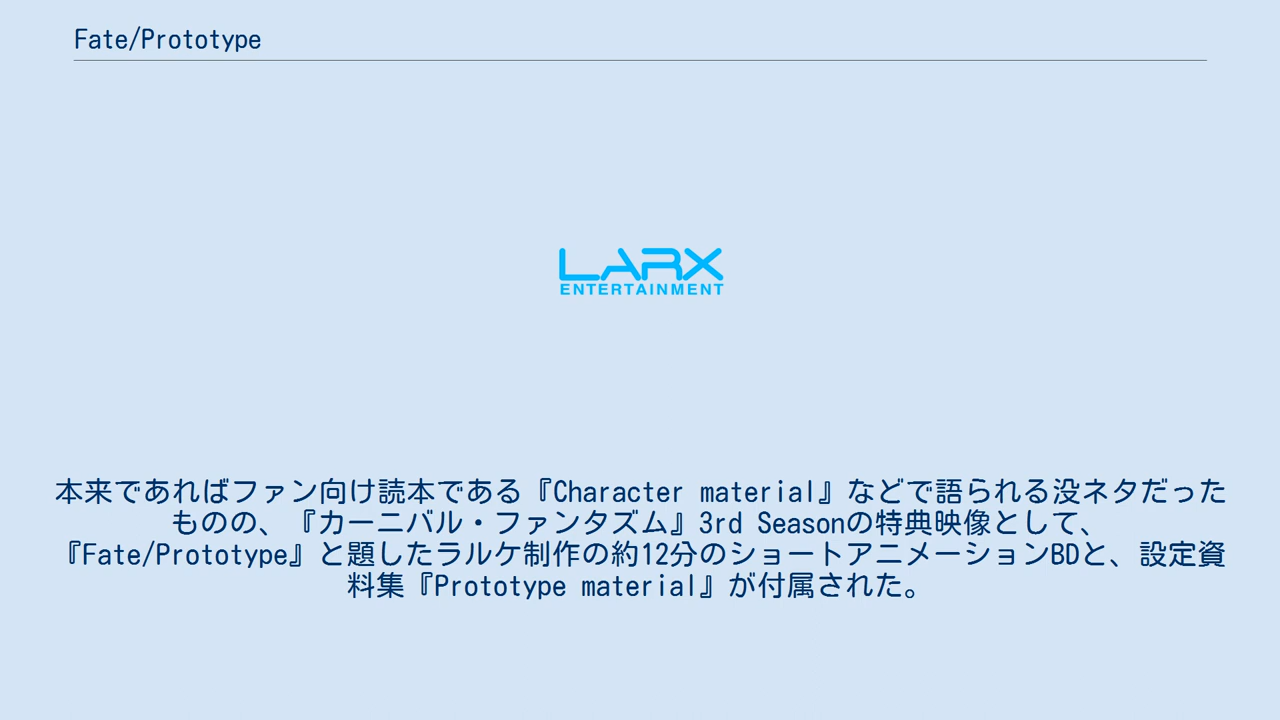 Fate/Prototype
LARX
ENTERTAINMENT
本来であればファン向け読本である『Character material』などで語られる没ネタだった
ものの、『カーニバル・ファンタズム』3rd Seasonの特典映像として、
『Fate/Prototype』と題したラルケ制作の約12分のショートアニメーションBDと、設定資
料集『Prototype material』が付属された。